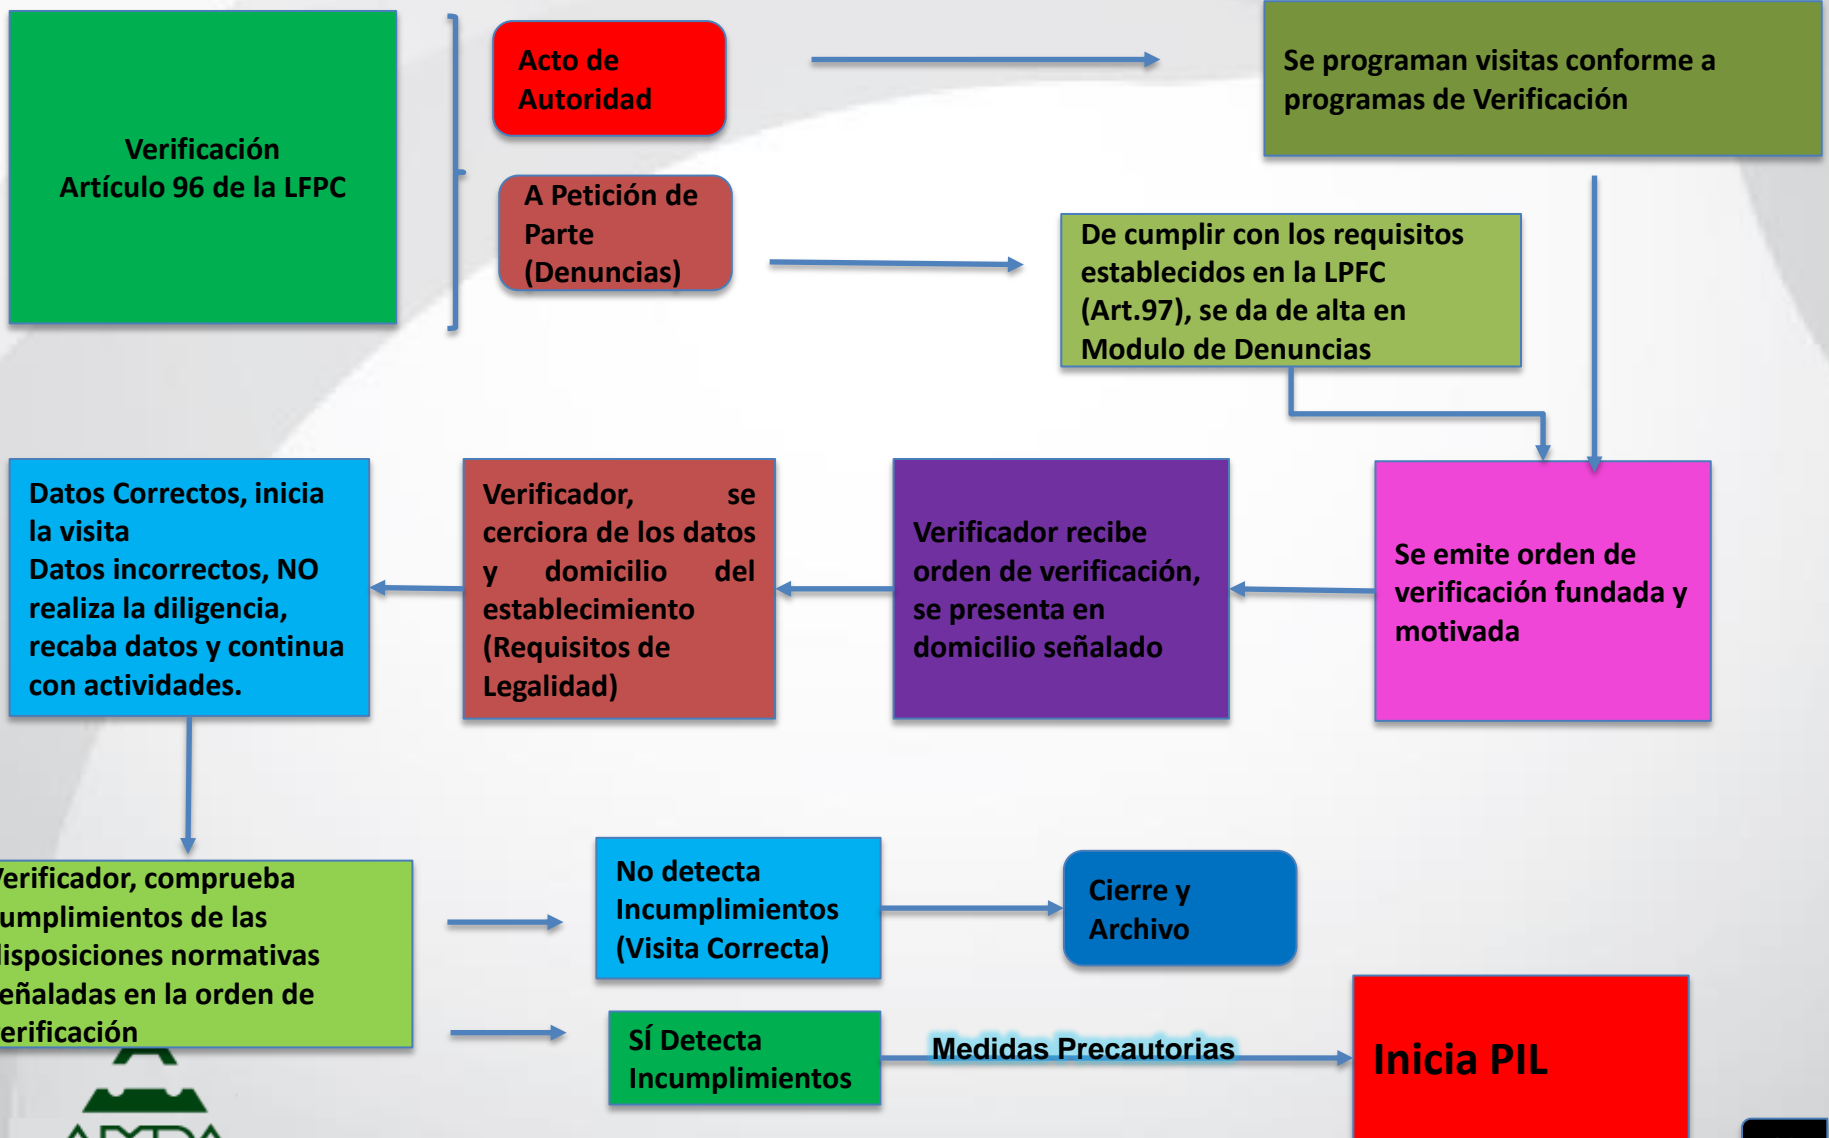 Verificación
Artículo 96 de la LFPC
Acto de
Autoridad
Se programan visitas conforme a
programas de Verificación
A Petición de
Parte
(Denuncias)
De cumplir con los requisitos
establecidos en la LPFC
(Art.97), se da de alta en
Modulo de Denuncias
Datos Correctos, inicia
la visita
Datos incorrectos, NO
realiza la diligencia,
recaba datos y continua
con actividades.
Verificador, se
cerciora de los datos
y domicilio del
establecimiento
(Requisitos de
Legalidad)
Verificador recibe
orden de verificación,
se presenta en
domicilio señalado
Se emite orden de
verificación fundada y
motivada
Verificador, comprueba
cumplimientos de las
disposiciones normativas
señaladas en la orden de
verificación
No detecta
Incumplimientos
(Visita Correcta)
Cierre y
Archivo
SÍ Detecta
Incumplimientos
Medidas Precautorias
Inicia PIL